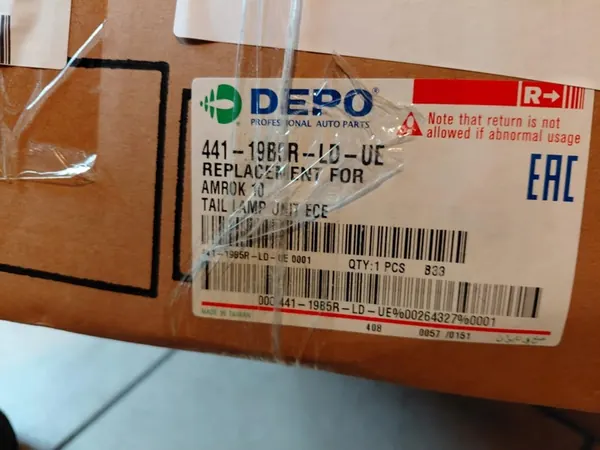 DEPO®
PROFESSIONAL AUTO PARTS
R
Note that return is not
allowed if abnormal usage
441-19B5R--LD-UE
REPLACEMENT FOR
AMROK 10
TAIL LAMP UNIT ECE
EAC
441-19B5R-LD-UE 0001
QTY:1 PCS B33
000441-19B5R-LD-UE%00264327%0001
MADE IN TAIWAN
408
0057 /0151